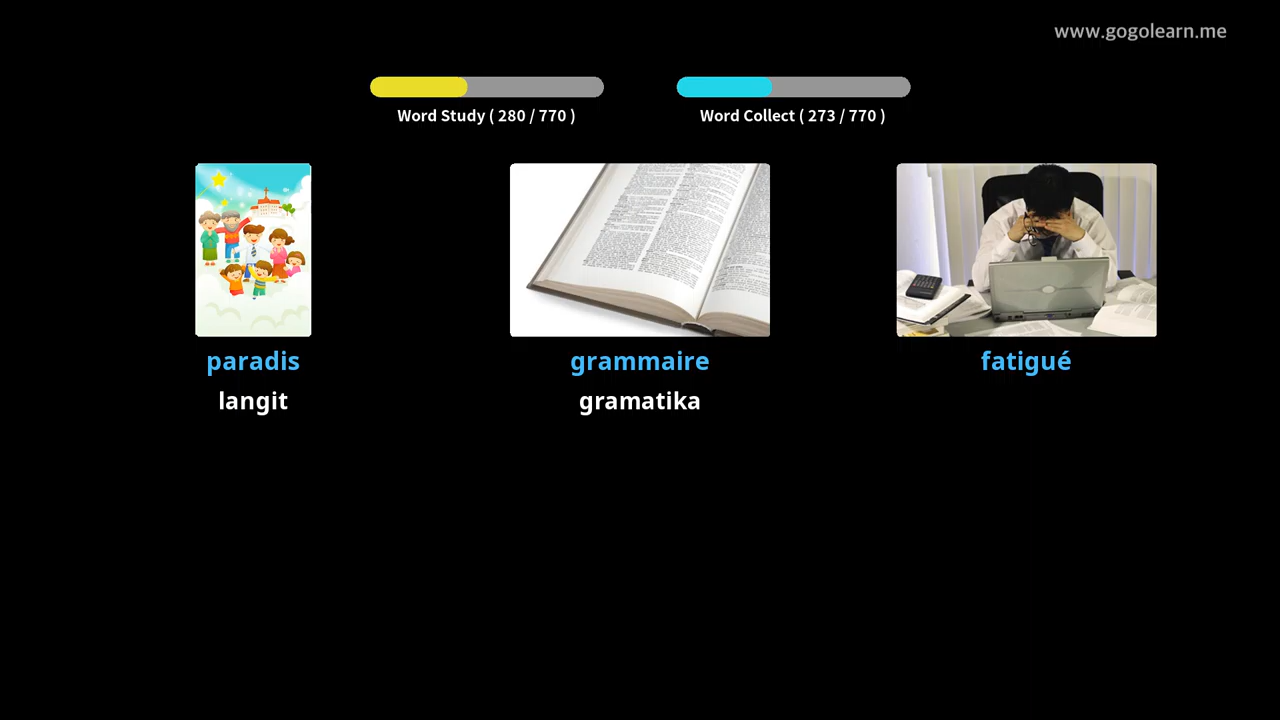 www.gogolearn.me
Word Study ( 280 / 770 )
Word Collect ( 273 / 770 )
paradis
grammaire
fatigué
langit
gramatika